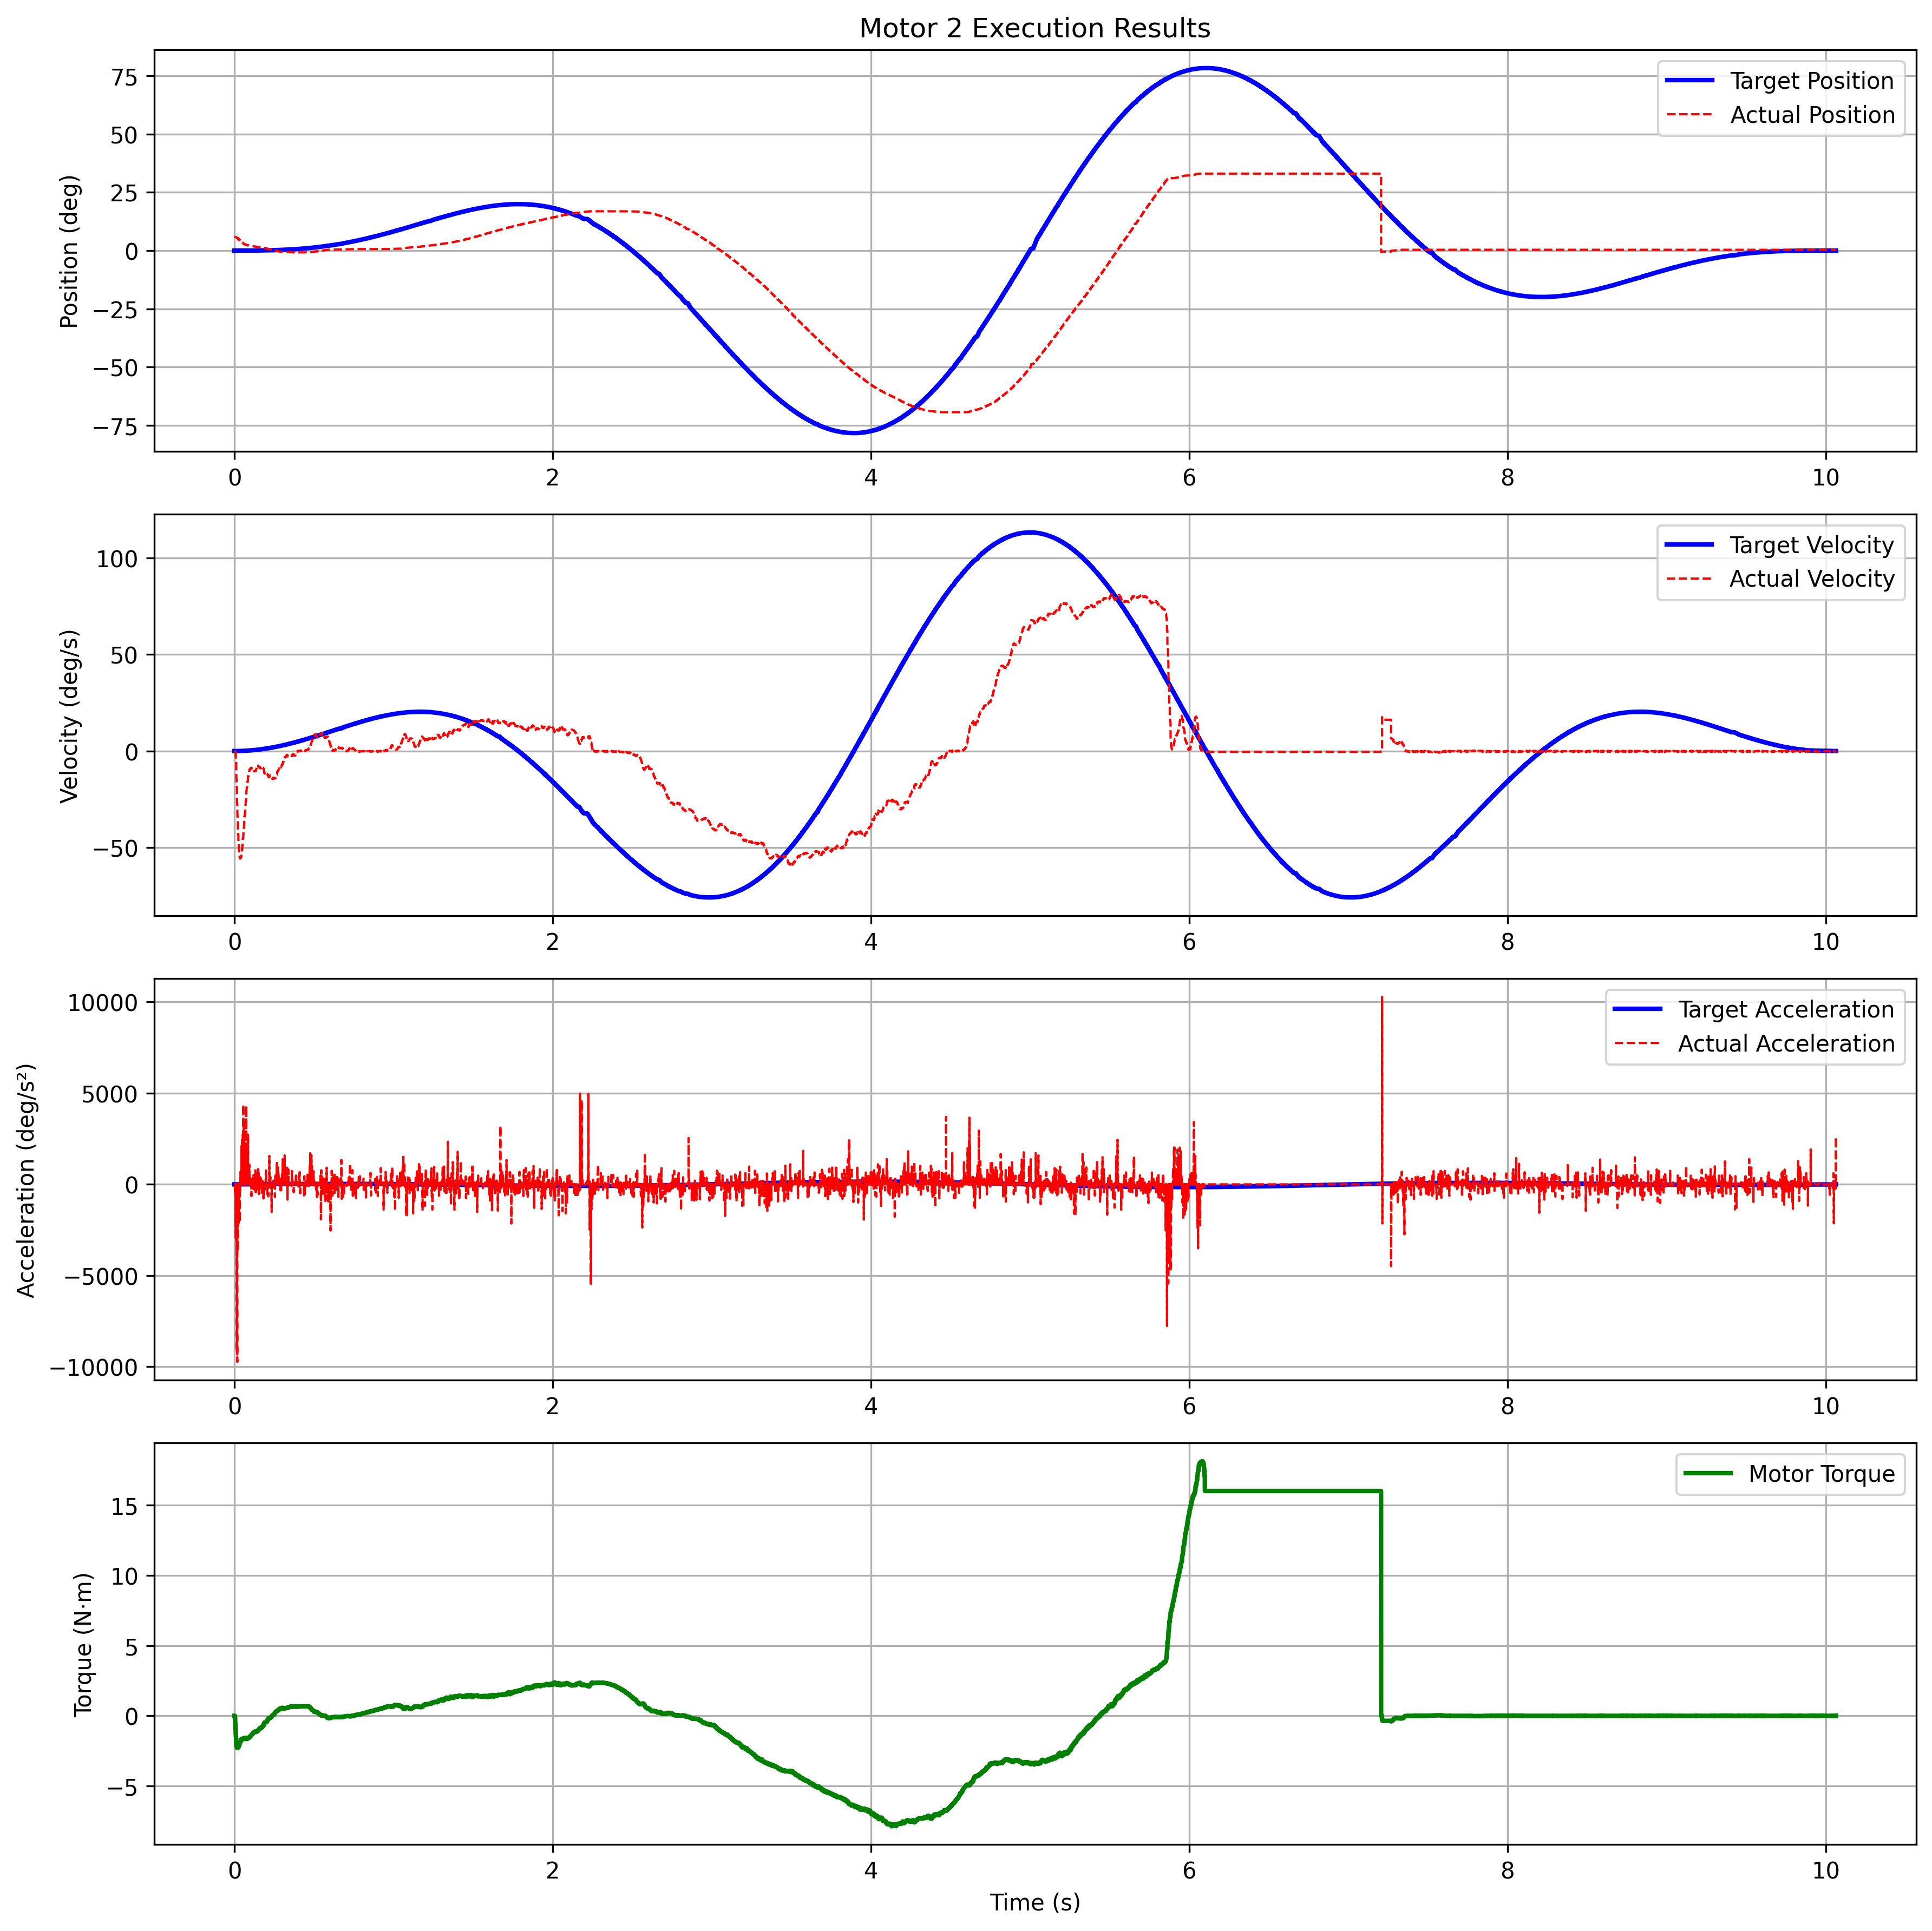 Motor 2 Execution Results
75
50
25
0
−25
−50
−75
Position (deg)
Target Position
Actual Position
0 2 4 6 8 10
100
50
0
−50
Velocity (deg/s)
Target Velocity
Actual Velocity
0 2 4 6 8 10
10000
5000
0
−5000
−10000
Acceleration (deg/s²)
Target Acceleration
Actual Acceleration
0 2 4 6 8 10
15
10
5
0
−5
Torque (N·m)
Motor Torque
0 2 4 6 8 10
Time (s)